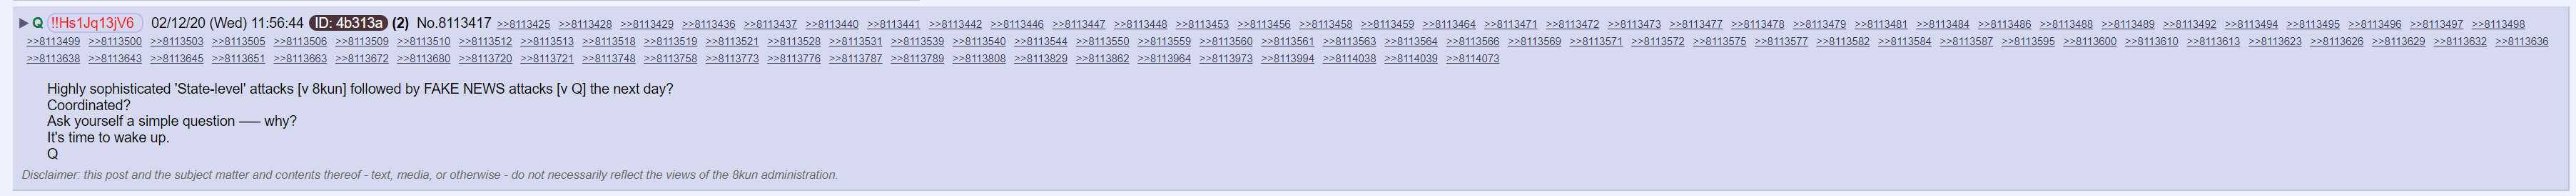 ▶ Q !!Hs1Jq13jV6 02/12/20 (Wed) 11:56:44 ID: 4b313a (2) No.8113417 >>8113425 >>8113428 >>8113429 >>8113436 >>8113437 >>8113440 >>8113441 >>8113442 >>8113446 >>8113447 >>8113448 >>8113453 >>8113456 >>8113458 >>8113459 >>8113464 >>8113471 >>8113472 >>8113473 >>8113477 >>8113478 >>8113479 >>8113481 >>8113484 >>8113486 >>8113488 >>8113489 >>8113492 >>8113494 >>8113495 >>8113496 >>8113497 >>8113498
>>8113499 >>8113500 >>8113503 >>8113505 >>8113506 >>8113509 >>8113510 >>8113512 >>8113513 >>8113518 >>8113519 >>8113521 >>8113528 >>8113531 >>8113539 >>8113540 >>8113544 >>8113550 >>8113559 >>8113560 >>8113561 >>8113563 >>8113564 >>8113566 >>8113569 >>8113571 >>8113572 >>8113575 >>8113577 >>8113582 >>8113584 >>8113587 >>8113595 >>8113600 >>8113610 >>8113613 >>8113623 >>8113626 >>8113629 >>8113632 >>8113636
>>8113638 >>8113643 >>8113645 >>8113651 >>8113663 >>8113672 >>8113680 >>8113720 >>8113721 >>8113748 >>8113758 >>8113773 >>8113776 >>8113787 >>8113789 >>8113808 >>8113829 >>8113862 >>8113964 >>8113973 >>8113994 >>8114038 >>8114039 >>8114073
Highly sophisticated 'State-level' attacks [v 8kun] followed by FAKE NEWS attacks [v Q] the next day?
Coordinated?
Ask yourself a simple question —– why?
It's time to wake up.
Q
Disclaimer: this post and the subject matter and contents thereof - text, media, or otherwise - do not necessarily reflect the views of the 8kun administration.